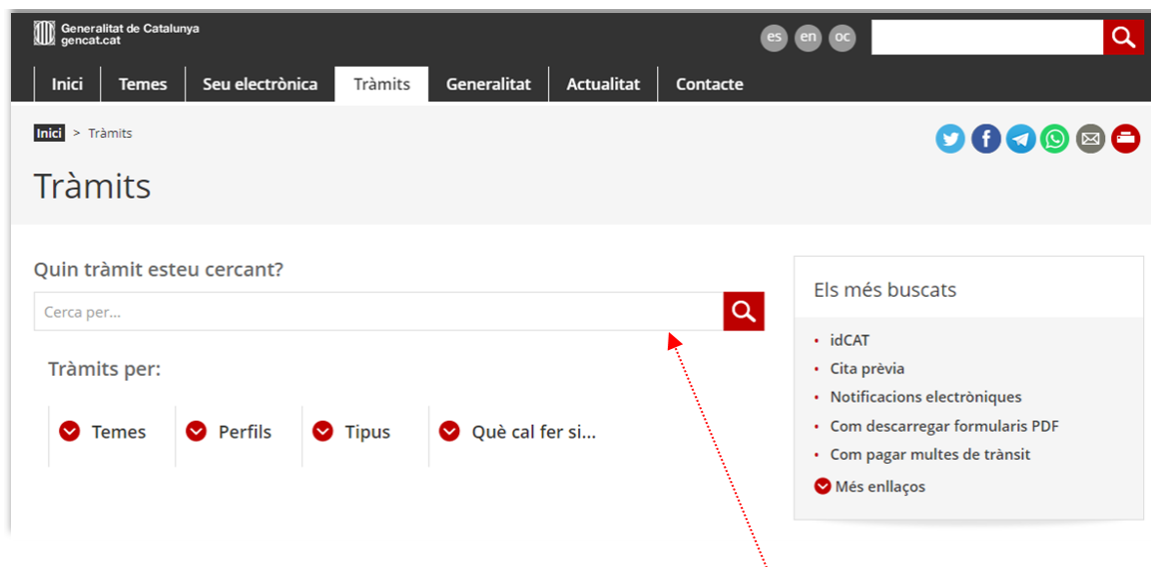 Generalitat de Catalunya
gencat.cat
es en oc
Inici Temes Seu electrònica Tràmits Generalitat Actualitat Contacte
Inici > Tràmits
Tràmits
Quin tràmit esteu cercant?
Cerca per...
Tràmits per:
Temes Perfils Tipus Què cal fer si...
Els més buscats
• idCAT
• Cita prèvia
• Notificacions electròniques
• Com descarregar formularis PDF
• Com pagar multes de trànsit
Més enllaços